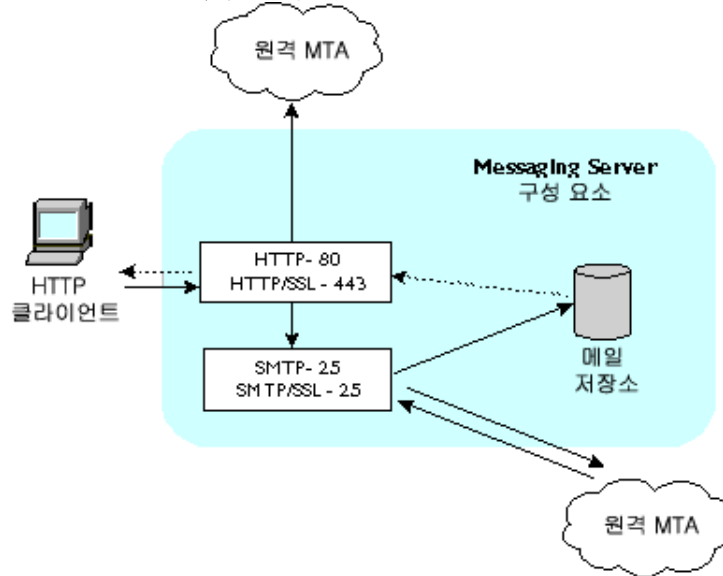 원격 MTA
Messaging Server
구성 요소
HTTP- 80
HTTP/SSL - 443
HTTP
클라이언트
SMTP- 25
SMTP/SSL - 25
메일
저장소
원격 MTA